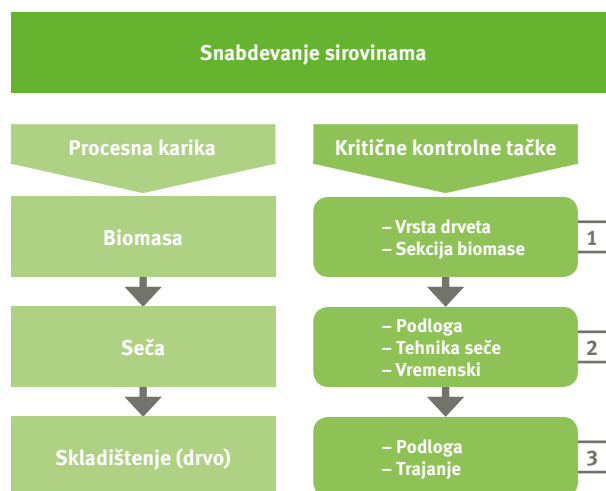 Snabdevanje sirovinama
Procesna karika
Kritične kontrolne tačke
Biomasa
– Vrsta drveta
– Sekcija biomase
1
Seča
– Podloga
– Tehnika seče
– Vremenski
2
Skladištenje (drvo)
– Podloga
– Trajanje
3